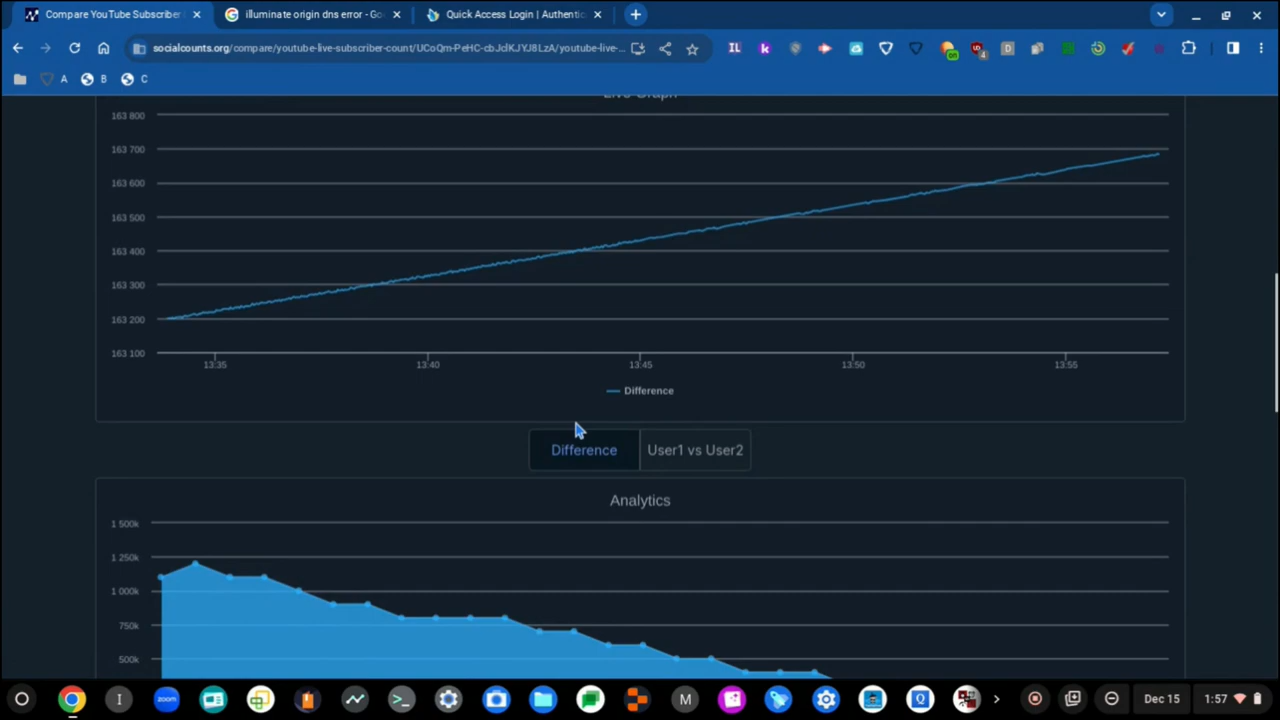 Compare YouTube Subscriber
illuminate origin dns error - Go
Quick Access Login | Authentic
socialcounts.org/compare/youtube-live-subscriber-count/UCoQm-PeHC-cbJclKJYJ8LzA/youtube-live-...
A
B
C
Live Graph
163 800
163 700
163 600
163 500
163 400
163 300
163 200
163 100
13:35
13:40
13:45
13:50
13:55
Difference
Difference
User1 vs User2
Analytics
1 500k
1 250k
1 000k
750k
500k
zoom
Dec 15
1:57